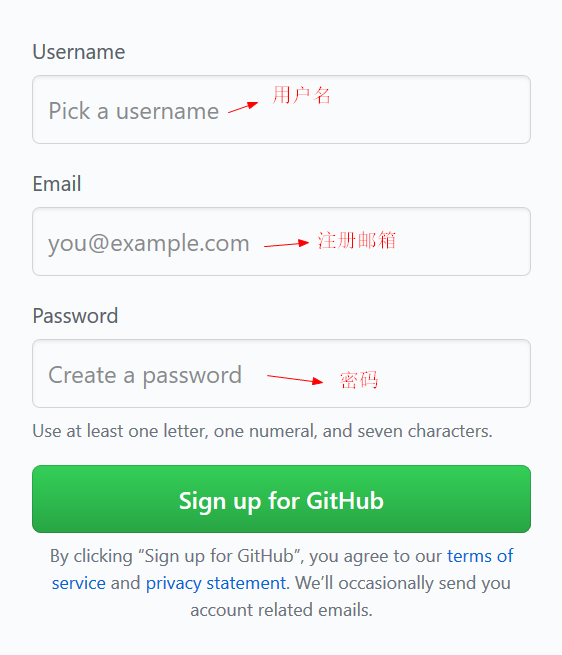 Username
Pick a username 用户名
Email
you@example.com 注册邮箱
Password
Create a password 密码
Use at least one letter, one numeral, and seven characters.
Sign up for GitHub
By clicking “Sign up for GitHub”, you agree to our terms of
service and privacy statement. We’ll occasionally send you
account related emails.